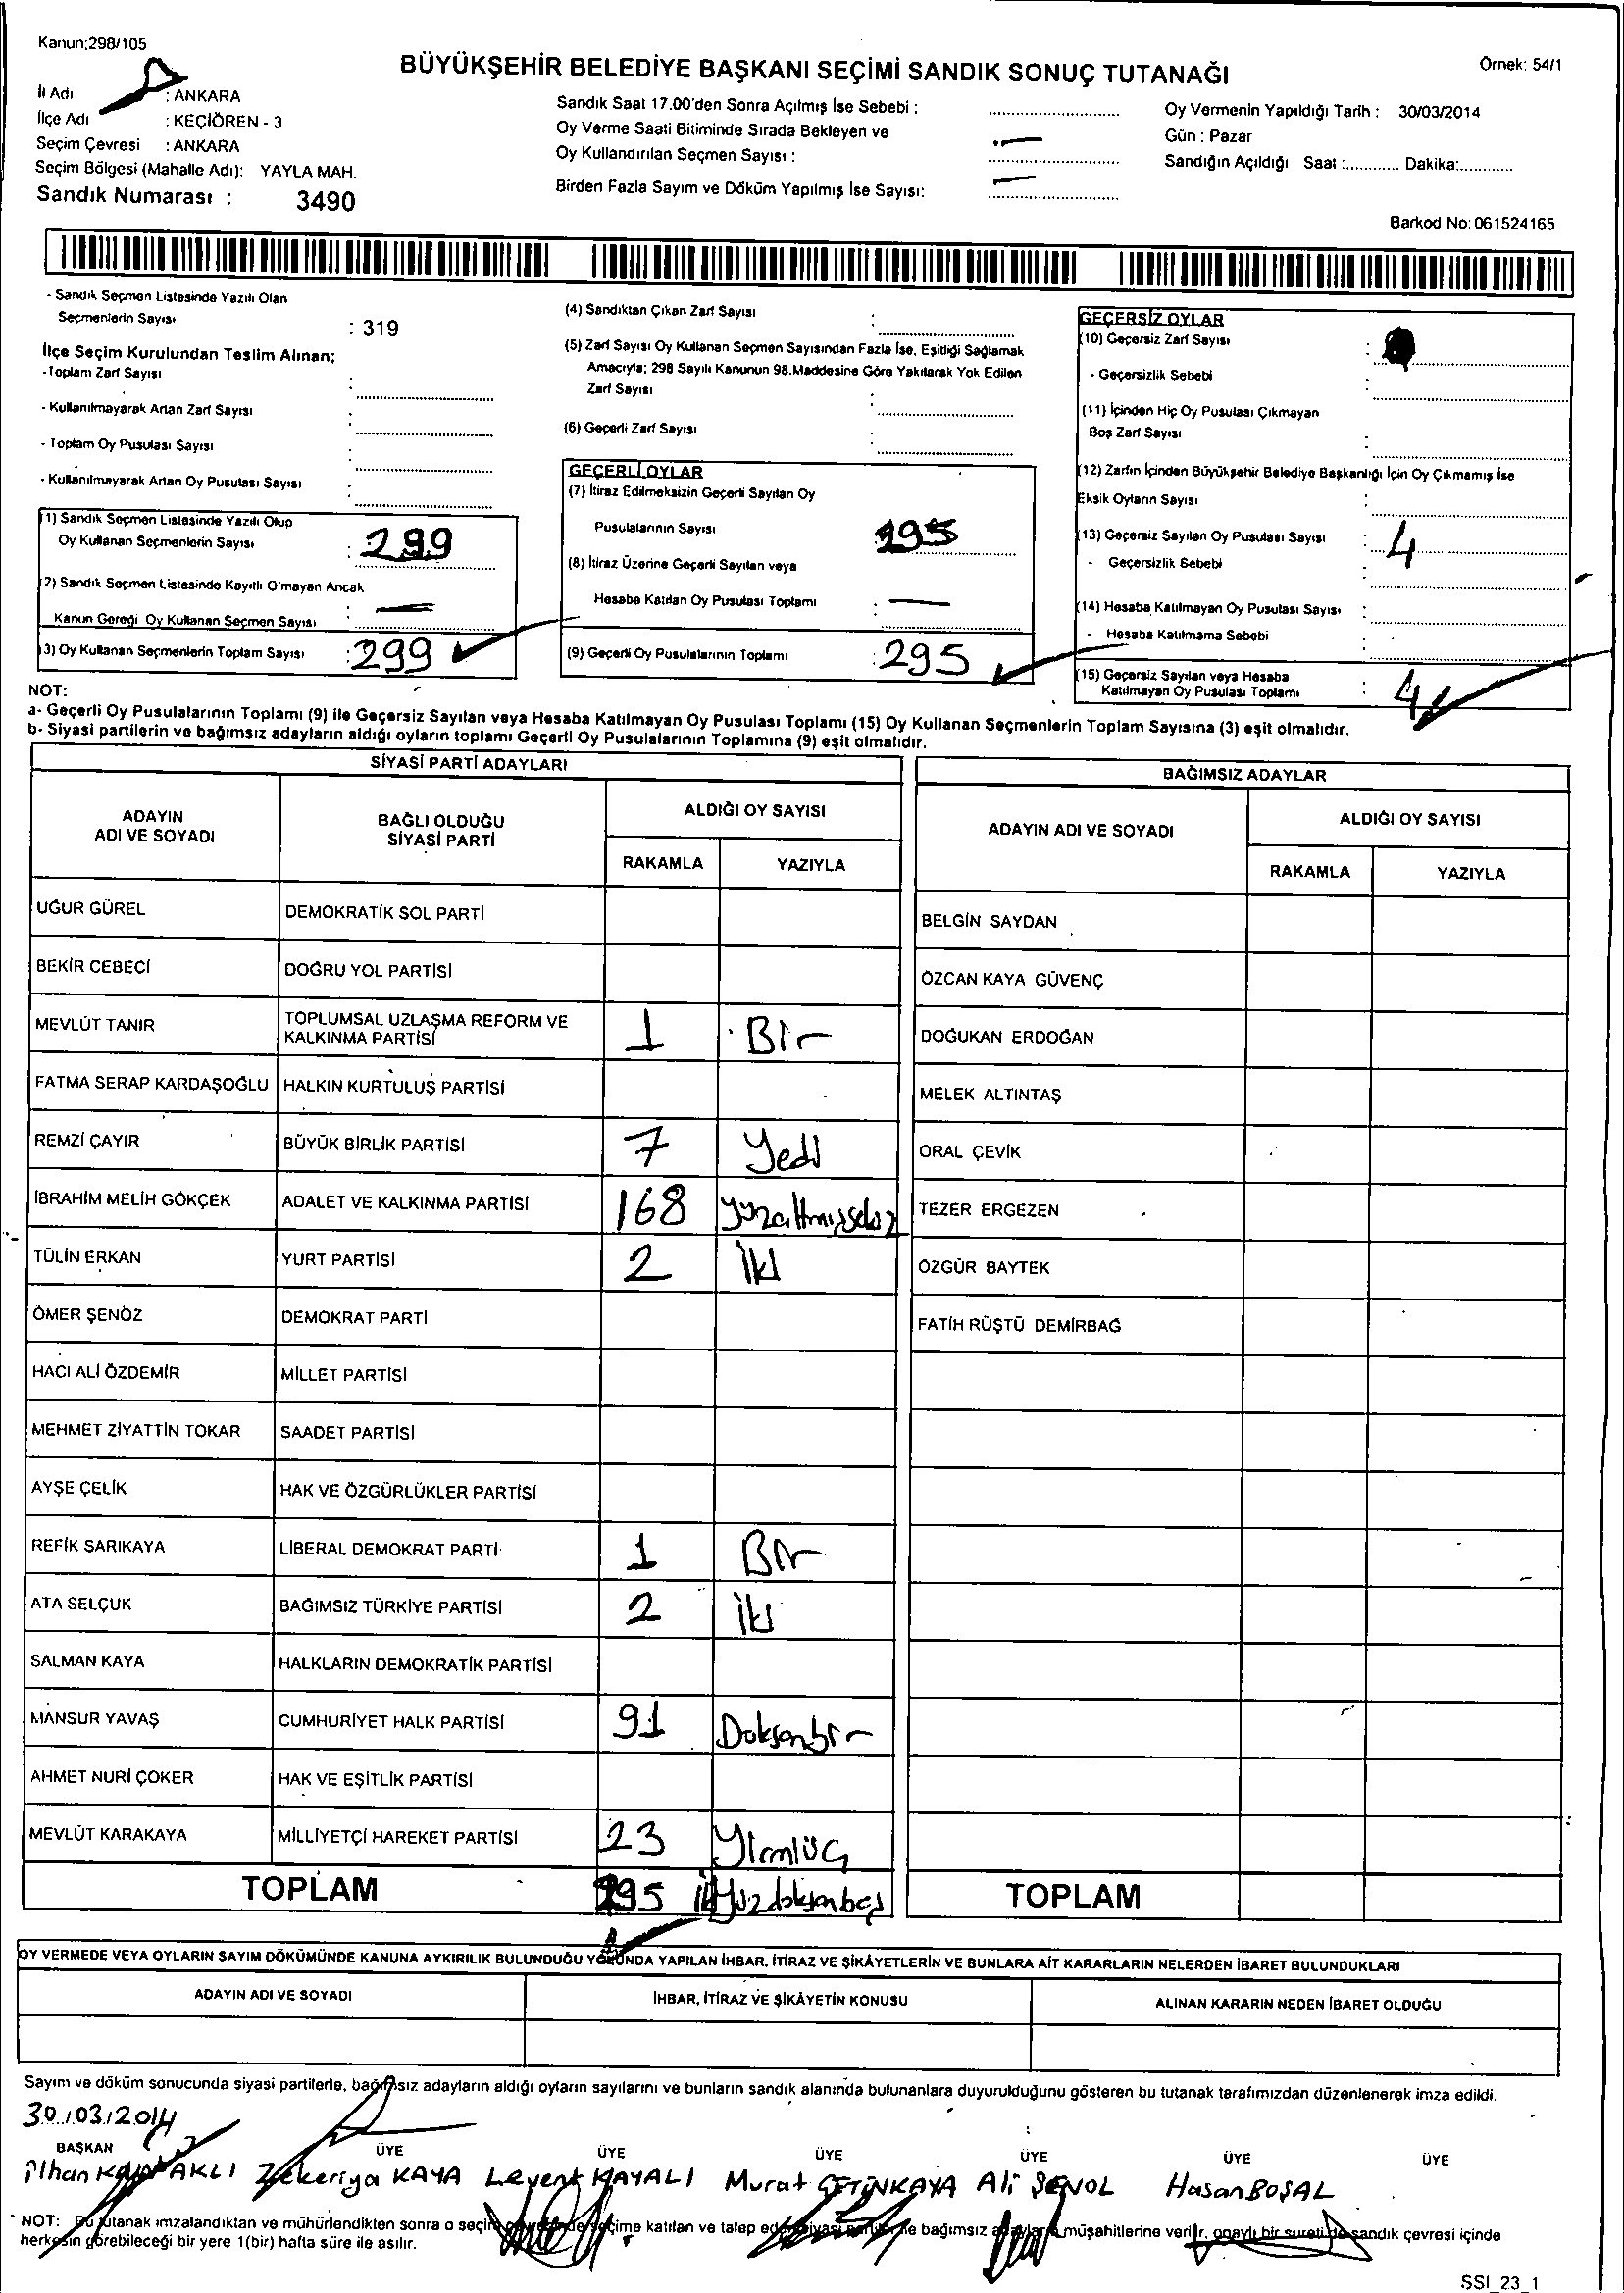 Kanun;298/105
BÜYÜKŞEHİR BELEDİYE BAŞKANI SEÇİMİ SANDIK SONUÇ TUTANAĞI
Örnek: 54/1
İl Adı : ANKARA
İlçe Adı : KEÇİÖREN - 3
Seçim Çevresi : ANKARA
Seçim Bölgesi (Mahalle Adı): YAYLA MAH.
Sandık Numarası : 3490
Sandık Saat 17.00'den Sonra Açılmış İse Sebebi :
Oy Verme Saati Bitiminde Sırada Bekleyen ve
Oy Kullandırılan Seçmen Sayısı :
Birden Fazla Sayım ve Döküm Yapılmış İse Sayısı:
Oy Vermenin Yapıldığı Tarih : 30/03/2014
Gün : Pazar
Sandığın Açıldığı Saat :............ Dakika:............
Barkod No: 061524165
- Sandık Seçmen Listesinde Yazılı Olan
Seçmenlerin Sayısı : 319
İlçe Seçim Kurulundan Teslim Alınan;
-Toplam Zarf Sayısı :
- Kullanılmayarak Artan Zarf Sayısı :
- Toplam Oy Pusulası Sayısı :
- Kullanılmayarak Artan Oy Pusulası Sayısı :
(1) Sandık Seçmen Listesinde Yazılı Olup
Oy Kullanan Seçmenlerin Sayısı : 299
(2) Sandık Seçmen Listesinde Kayıtlı Olmayan Ancak
Kanun Gereği Oy Kullanan Seçmen Sayısı : —
(3) Oy Kullanan Seçmenlerin Toplam Sayısı : 299
(4) Sandıktan Çıkan Zarf Sayısı :
(5) Zarf Sayısı Oy Kullanan Seçmen Sayısından Fazla İse, Eşitliği Sağlamak
Amacıyla; 298 Sayılı Kanunun 98.Maddesine Göre Yakılarak Yok Edilen
Zarf Sayısı :
(6) Geçerli Zarf Sayısı :
GEÇERLİ OYLAR
(7) İtiraz Edilmeksizin Geçerli Sayılan Oy
Pusulalarının Sayısı 295
(8) İtiraz Üzerine Geçerli Sayılan veya
Hesaba Katılan Oy Pusulası Toplamı : —
(9) Geçerli Oy Pusulalarının Toplamı : 295
GEÇERSİZ OYLAR
(10) Geçersiz Zarf Sayısı :
- Geçersizlik Sebebi
(11) İçinden Hiç Oy Pusulası Çıkmayan
Boş Zarf Sayısı :
(12) Zarfın İçinden Büyükşehir Belediye Başkanlığı İçin Oy Çıkmamış İse
Eksik Oyların Sayısı :
(13) Geçersiz Sayılan Oy Pusulası Sayısı : 4
- Geçersizlik Sebebi
(14) Hesaba Katılmayan Oy Pusulası Sayısı :
- Hesaba Katılmama Sebebi :
(15) Geçersiz Sayılan veya Hesaba
Katılmayan Oy Pusulası Toplamı : 4
NOT:
a- Geçerli Oy Pusulalarının Toplamı (9) ile Geçersiz Sayılan veya Hesaba Katılmayan Oy Pusulası Toplamı (15) Oy Kullanan Seçmenlerin Toplam Sayısına (3) eşit olmalıdır.
b- Siyasi partilerin ve bağımsız adayların aldığı oyların toplamı Geçerli Oy Pusulalarının Toplamına (9) eşit olmalıdır.
SİYASİ PARTİ ADAYLARI
ADAYIN ADI VE SOYADI BAĞLI OLDUĞU SİYASİ PARTİ ALDIĞI OY SAYISI
RAKAMLA YAZIYLA
UĞUR GÜREL DEMOKRATİK SOL PARTİ
BEKİR CEBECİ DOĞRU YOL PARTİSİ
MEVLÜT TANIR TOPLUMSAL UZLAŞMA REFORM VE KALKINMA PARTİSİ 1 Bir
FATMA SERAP KARDAŞOĞLU HALKIN KURTULUŞ PARTİSİ
REMZİ ÇAYIR BÜYÜK BİRLİK PARTİSİ 7 Yedi
İBRAHİM MELİH GÖKÇEK ADALET VE KALKINMA PARTİSİ 168
TÜLİN ERKAN YURT PARTİSİ 2 İki
ÖMER ŞENÖZ DEMOKRAT PARTİ
HACI ALİ ÖZDEMİR MİLLET PARTİSİ
MEHMET ZİYATTİN TOKAR SAADET PARTİSİ
AYŞE ÇELİK HAK VE ÖZGÜRLÜKLER PARTİSİ
REFİK SARIKAYA LİBERAL DEMOKRAT PARTİ 1 Bir
ATA SELÇUK BAĞIMSIZ TÜRKİYE PARTİSİ 2 iki
SALMAN KAYA HALKLARIN DEMOKRATİK PARTİSİ
MANSUR YAVAŞ CUMHURİYET HALK PARTİSİ 91 Doksanbir
AHMET NURİ ÇOKER HAK VE EŞİTLİK PARTİSİ
MEVLÜT KARAKAYA MİLLİYETÇİ HAREKET PARTİSİ 23 Yirmiüç
TOPLAM 295 ikiyüzdoksanbeş
BAĞIMSIZ ADAYLAR
ADAYIN ADI VE SOYADI ALDIĞI OY SAYISI
RAKAMLA YAZIYLA
BELGİN SAYDAN
ÖZCAN KAYA GÜVENÇ
DOĞUKAN ERDOĞAN
MELEK ALTINTAŞ
ORAL ÇEVİK
TEZER ERGEZEN
ÖZGÜR BAYTEK
FATİH RÜŞTÜ DEMİRBAĞ
TOPLAM
OY VERMEDE VEYA OYLARIN SAYIM DÖKÜMÜNDE KANUNA AYKIRILIK BULUNDUĞU YOLUNDA YAPILAN İHBAR, İTİRAZ VE ŞİKÂYETLERİN VE BUNLARA AİT KARARLARIN NELERDEN İBARET BULUNDUKLARI
ADAYIN ADI VE SOYADI İHBAR, İTİRAZ VE ŞİKÂYETİN KONUSU ALINAN KARARIN NEDEN İBARET OLDUĞU
Sayım ve döküm sonucunda siyasi partilerle, bağımsız adayların aldığı oyların sayılarını ve bunların sandık alanında bulunanlara duyurulduğunu gösteren bu tutanak tarafımızdan düzenlenerek imza edildi.
30/03/2014
BAŞKAN ÜYE ÜYE ÜYE ÜYE ÜYE ÜYE
İlhan Zekeriya KAYA Levent KAYALI Murat ÇETİNKAYA Ali ŞENOL Hasan BOŞAL
NOT: Bu tutanak imzalandıktan ve mühürlendikten sonra o seçim çevresinde seçime katılan ve talep eden siyasi partiler ile bağımsız adayların müşahitlerine verilir, onaylı bir sureti de sandık çevresi içinde
herkesin görebileceği bir yere 1(bir) hafta süre ile asılır.
SSI_23_1